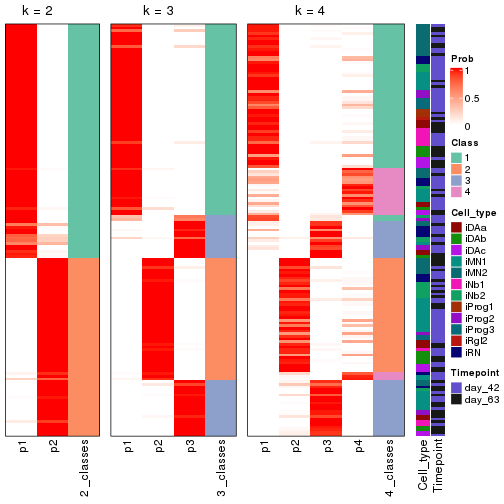 k = 2
k = 3
k = 4
p1
p2
2_classes
p1
p2
p3
3_classes
p1
p2
p3
p4
4_classes
Cell_type
Timepoint
Prob
1
0.5
0
Class
1
2
3
4
Cell_type
iDAa
iDAb
iDAc
iMN1
iMN2
iNb1
iNb2
iProg1
iProg2
iProg3
iRgl2
iRN
Timepoint
day_42
day_63